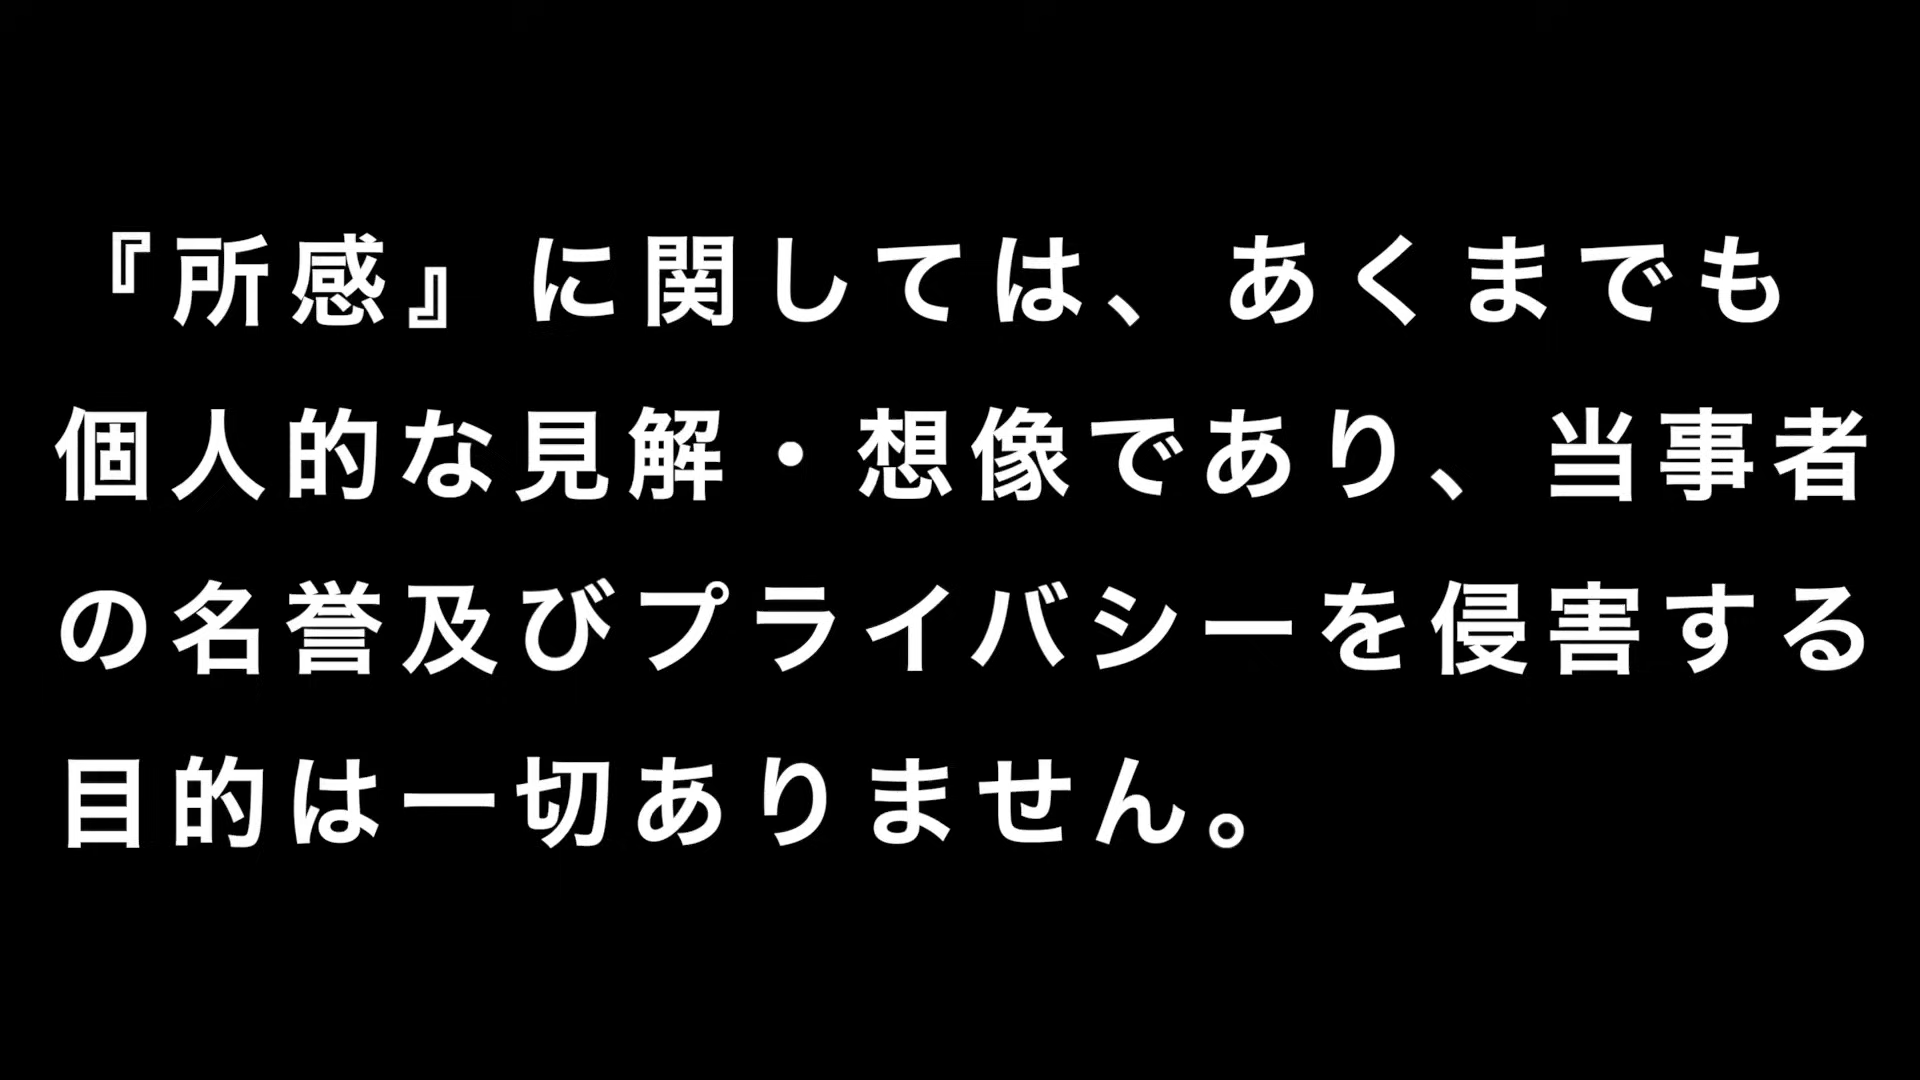 『所感』に関しては、あくまでも
個人的な見解・想像であり、当事者
の名誉及びプライバシーを侵害する
目的は一切ありません。